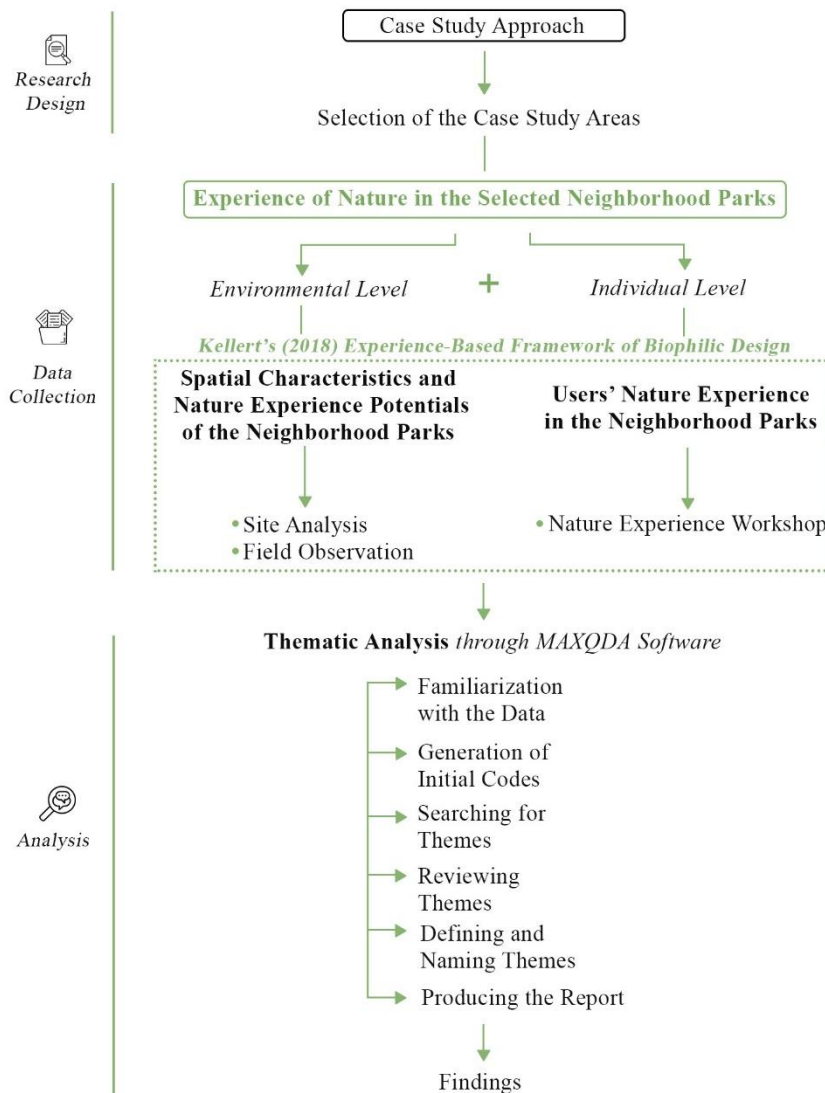 Case Study Approach
Research
Design
Selection of the Case Study Areas
Experience of Nature in the Selected Neighborhood Parks
Environmental Level
+
Individual Level
Kellert's (2018) Experience-Based Framework of Biophilic Design
Data
Collection
Spatial Characteristics and
Nature Experience Potentials
of the Neighborhood Parks
Users' Nature Experience
in the Neighborhood Parks
• Site Analysis
• Field Observation
• Nature Experience Workshop
Thematic Analysis through MAXQDA Software
Analysis
Familiarization
with the Data
Generation of
Initial Codes
Searching for
Themes
Reviewing
Themes
Defining and
Naming Themes
Producing the Report
Findings